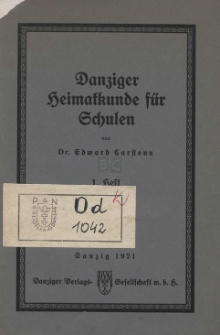 Danziger
Heimatkunde für
Schulen
von
Dr. Edward Carstenn
1. Heft
P A N
Od
1042
Danzig 1921
Danziger Verlags-Gesellschaft m. b. H.